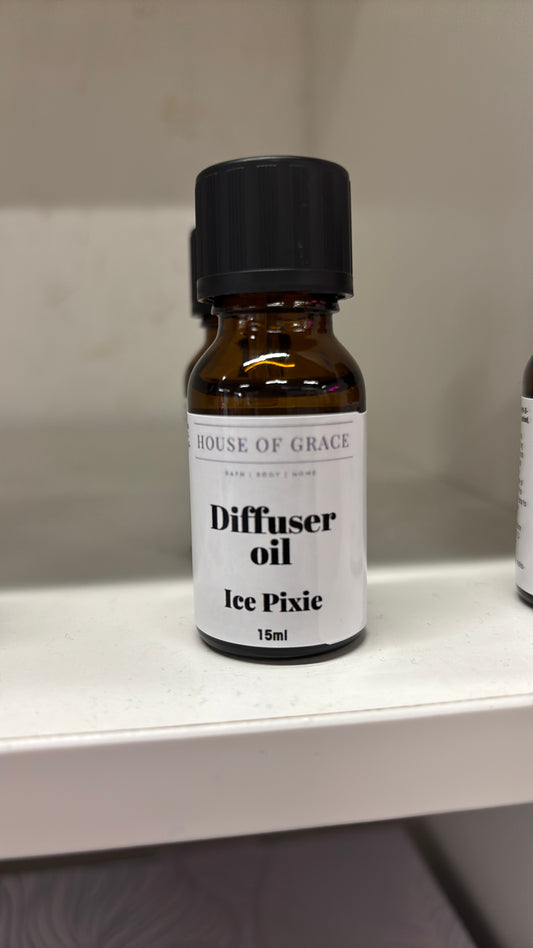 HOUSE OF GRACE
BATH | BODY | HOME
Diffuser
oil
Ice Pixie
15ml